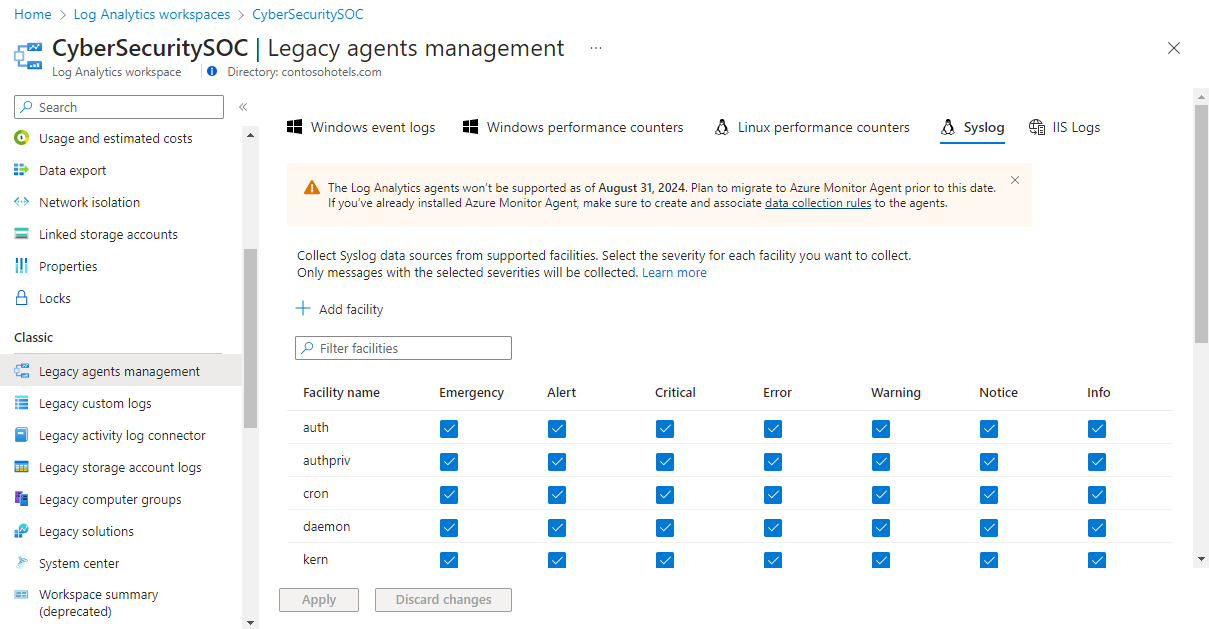 Home > Log Analytics workspaces > CyberSecuritySOC
CyberSecuritySOC | Legacy agents management ...
Log Analytics workspace
Directory: contosohotels.com
Search
«
Usage and estimated costs
Data export
Network isolation
Linked storage accounts
Properties
Locks
Classic
Legacy agents management
Legacy custom logs
Legacy activity log connector
Legacy storage account logs
Legacy computer groups
Legacy solutions
System center
Workspace summary
(deprecated)
Windows event logs Windows performance counters Linux performance counters Syslog IIS Logs
The Log Analytics agents won't be supported as of August 31, 2024. Plan to migrate to Azure Monitor Agent prior to this date.
If you've already installed Azure Monitor Agent, make sure to create and associate data collection rules to the agents.
Collect Syslog data sources from supported facilities. Select the severity for each facility you want to collect.
Only messages with the selected severities will be collected. Learn more
Add facility
Filter facilities
Facility name Emergency Alert Critical Error Warning Notice Info
auth
authpriv
cron
daemon
kern
Apply Discard changes